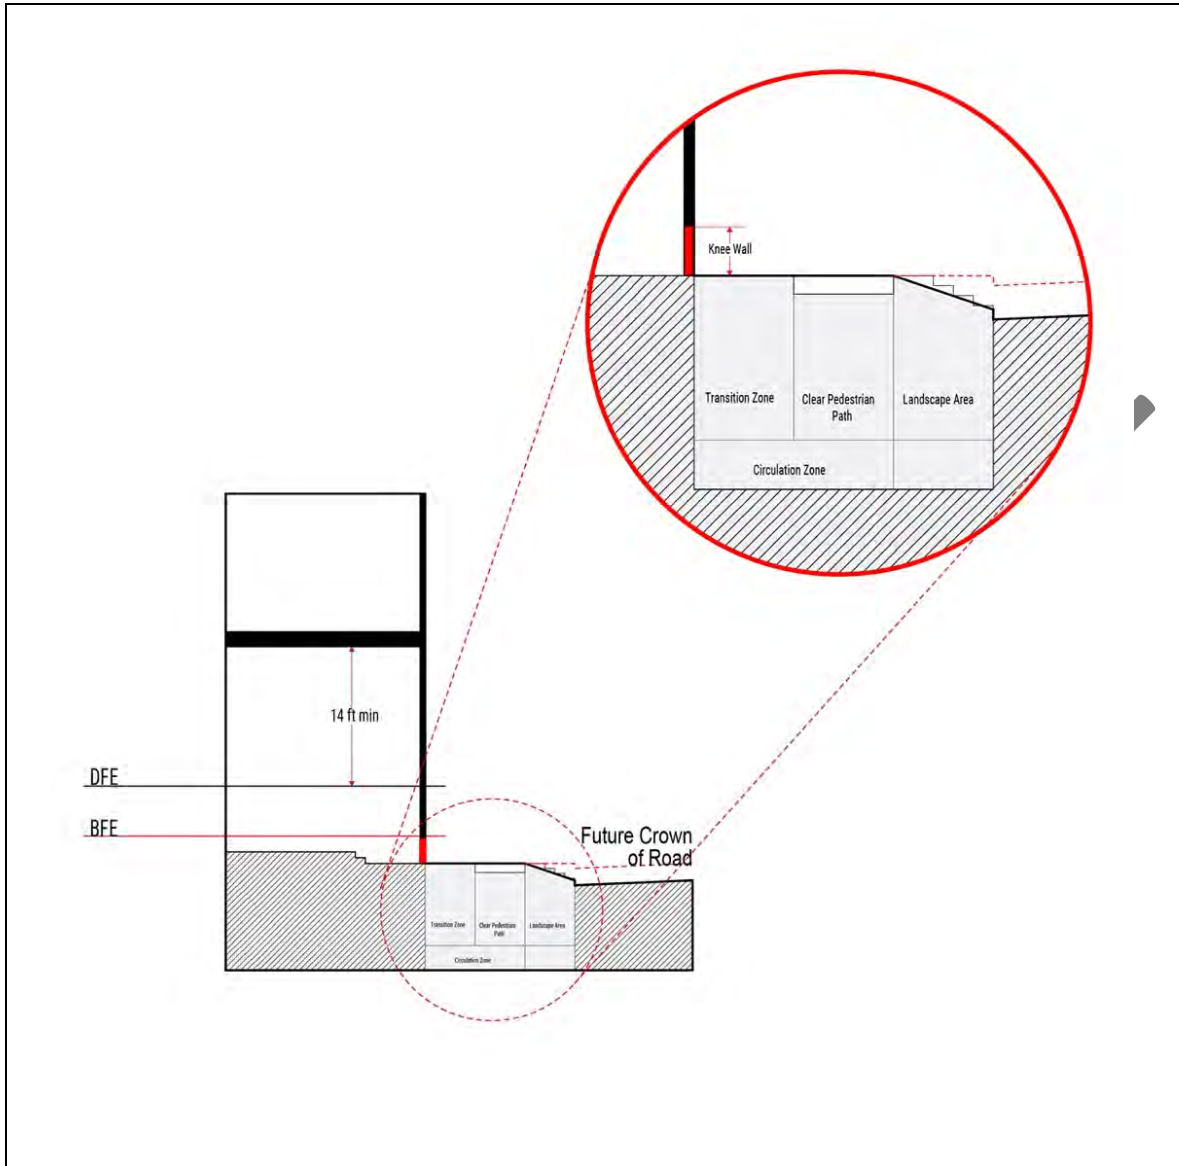 Knee Wall
Transition Zone
Clear Pedestrian
Path
Landscape Area
Circulation Zone
14 ft min
DFE
BFE
Future Crown
of Road
Transition Zone
Clear Pedestrian
Path
Landscape Area
Circulation Zone